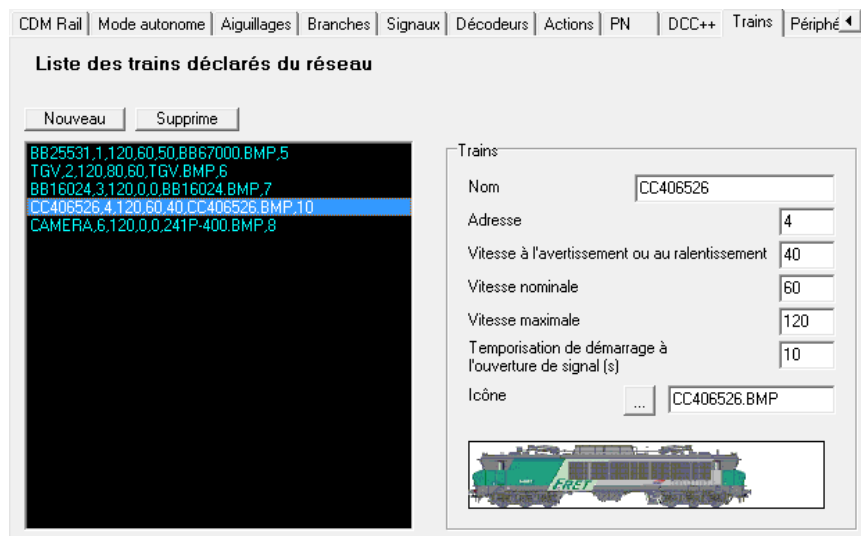 CDM Rail Mode autonome Aiguillages Branches Signaux Décodeurs Actions PN DCC++ Trains Périphé
Liste des trains déclarés du réseau
Nouveau Supprime
BB25531,1,120,60,50,BB67000.BMP,5
TGV,2,120,80,60,TGV.BMP,6
BB16024,3,120,0,0,BB16024.BMP,7
CC406526,4,120,60,40,CC406526.BMP,10
CAMERA,6,120,0,0,241P-400.BMP,8
Trains
Nom CC406526
Adresse 4
Vitesse à l'avertissement ou au ralentissement 40
Vitesse nominale 60
Vitesse maximale 120
Temporisation de démarrage à
l'ouverture de signal (s) 10
Icône ... CC406526.BMP
FRET